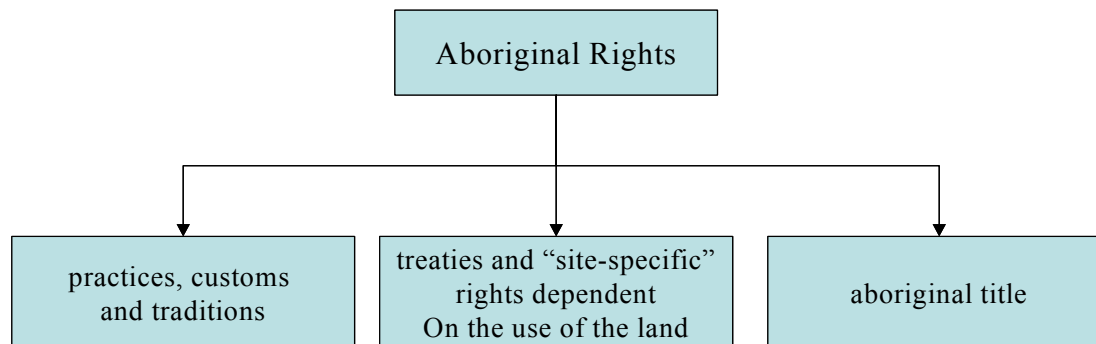 Aboriginal Rights
practices, customs
and traditions
treaties and “site-specific”
rights dependent
On the use of the land
aboriginal title